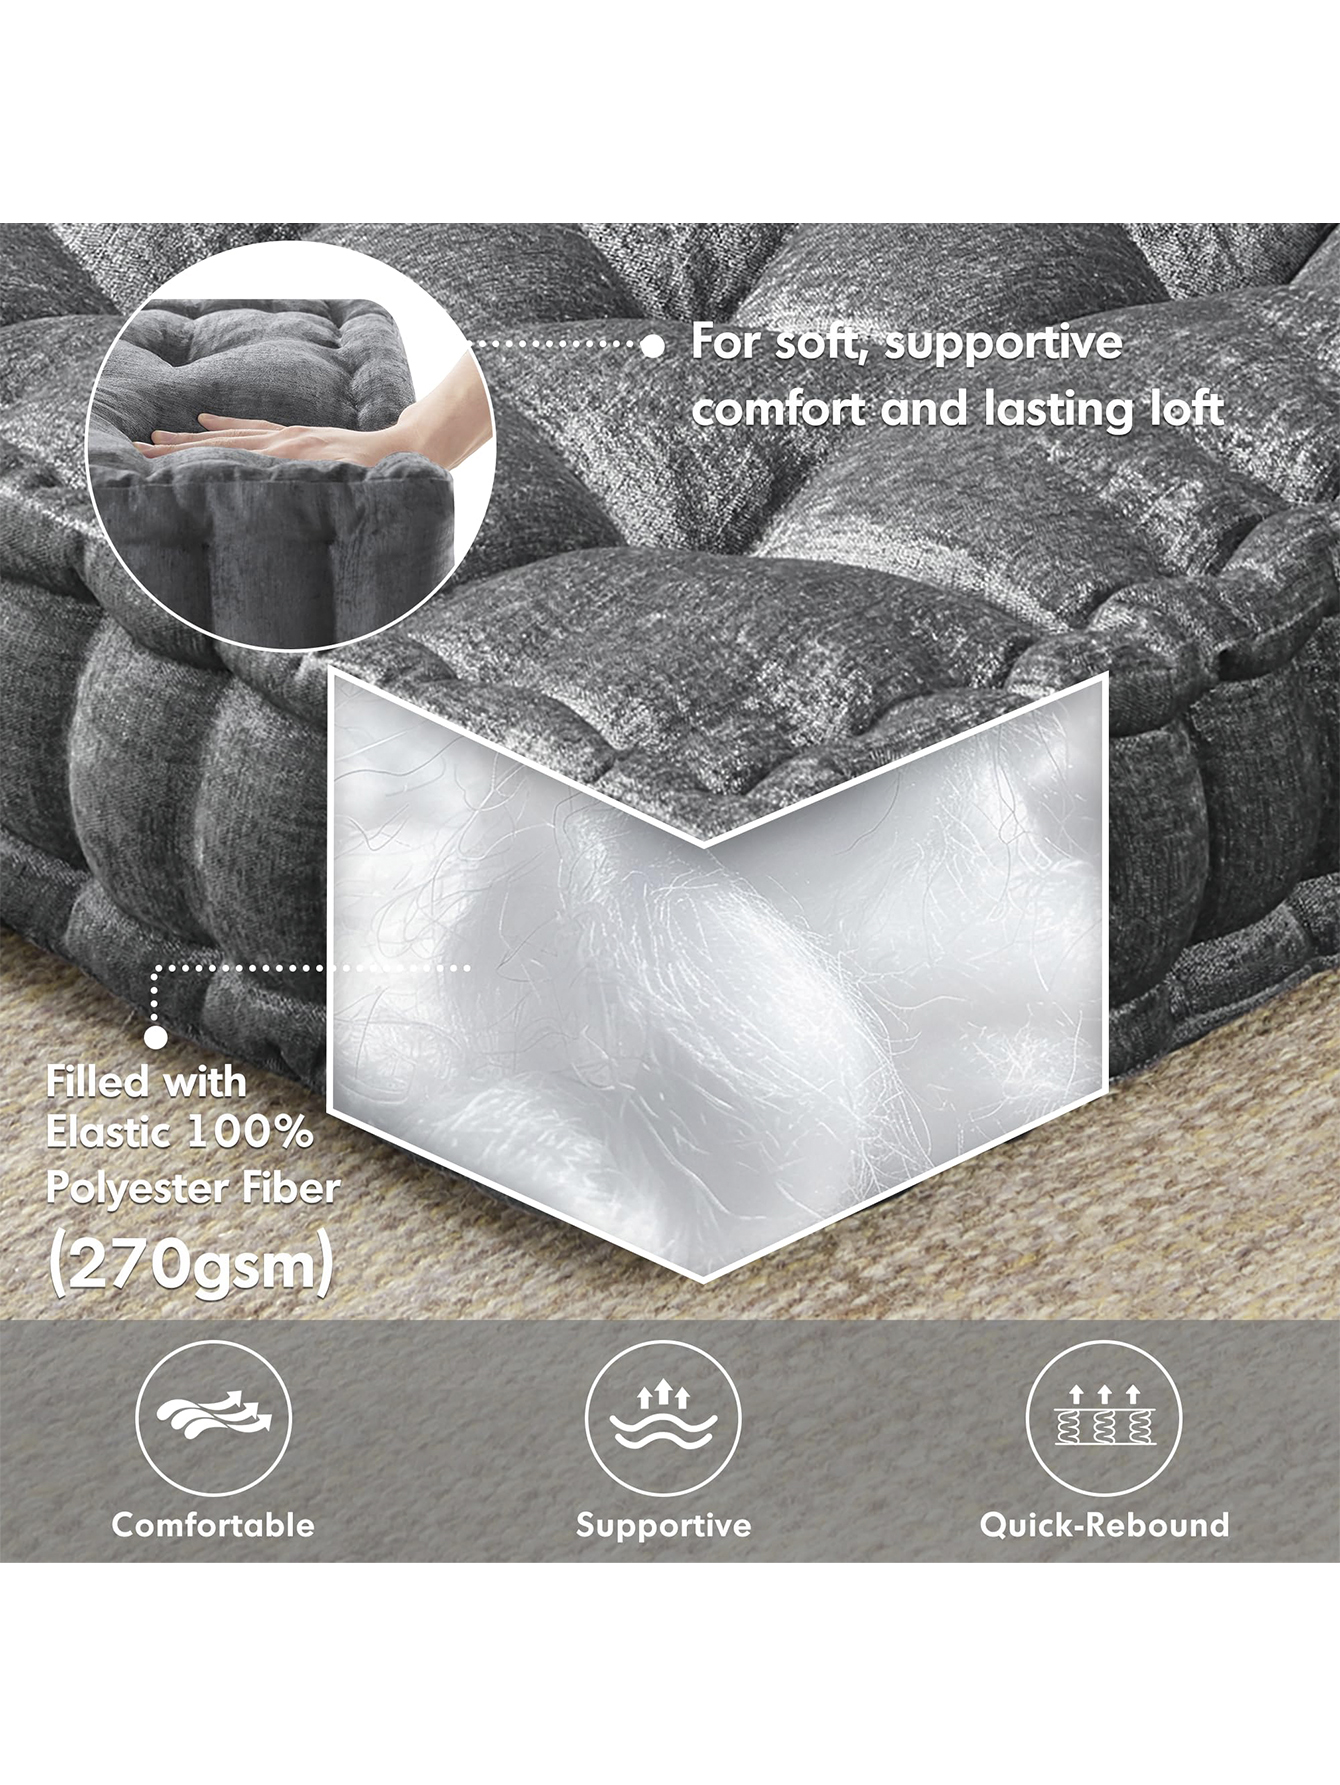 For soft, supportive
comfort and lasting loft
Filled with
Elastic 100%
Polyester Fiber
(270gsm)
Comfortable
Supportive
Quick-Rebound